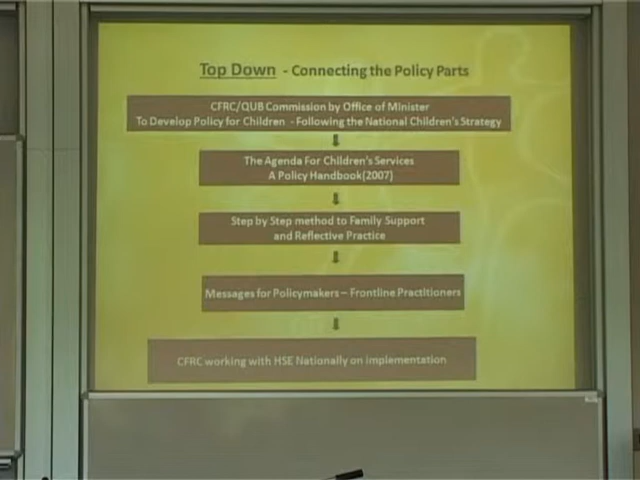 Top Down - Connecting the Policy Parts
CFRC/QUB Commission by Office of Minister
To Develop Policy for Children - Following the National Children's Strategy
The Agenda For Children's Services
A Policy Handbook(2007)
Step by Step method to Family Support
and Reflective Practice
Messages for Policymakers – Frontline Practitioners
CFRC working with HSE Nationally on implementation